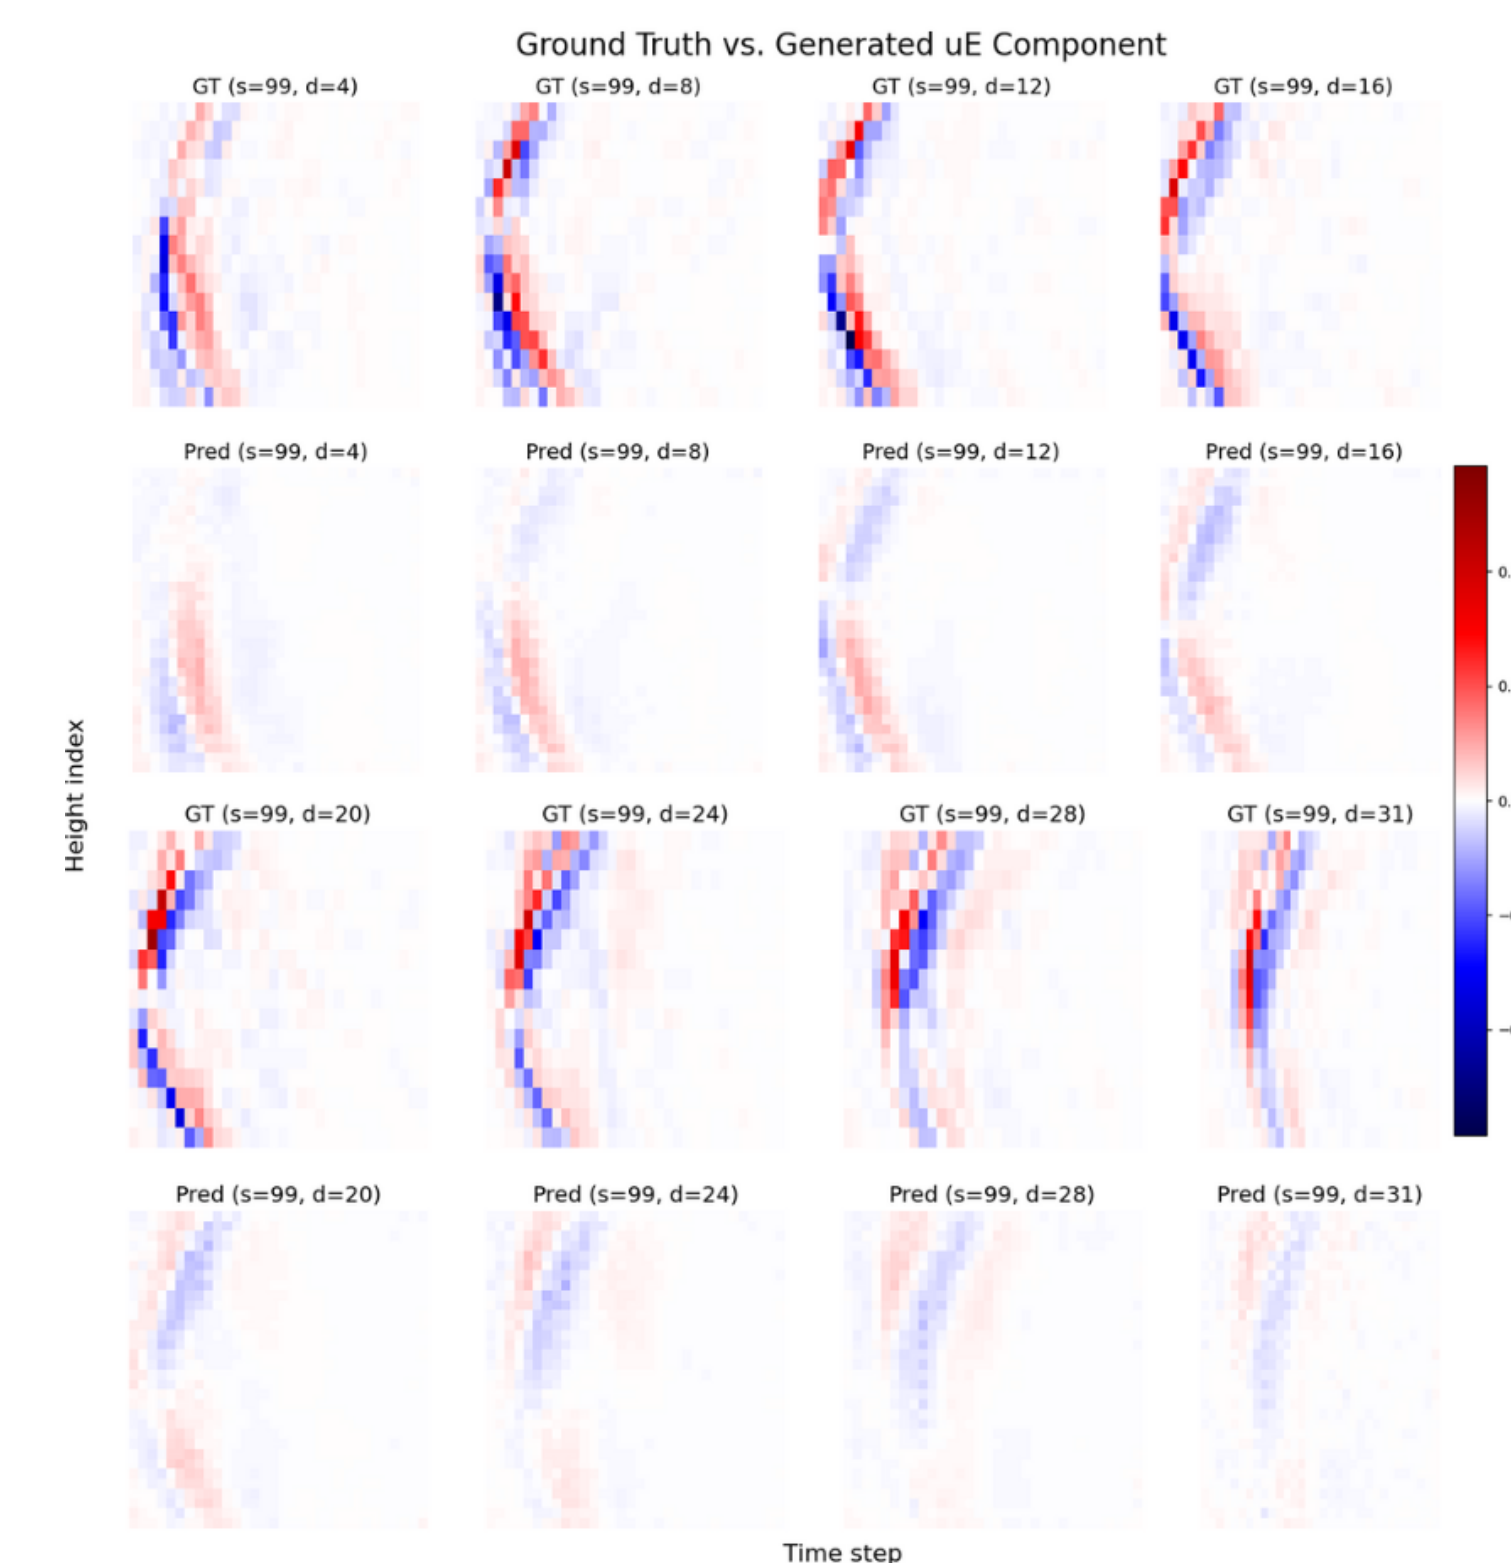 Ground Truth vs. Generated uE Component
GT (s=99, d=4)
GT (s=99, d=8)
GT (s=99, d=12)
GT (s=99, d=16)
Pred (s=99, d=4)
Pred (s=99, d=8)
Pred (s=99, d=12)
Pred (s=99, d=16)
Height index
GT (s=99, d=20)
GT (s=99, d=24)
GT (s=99, d=28)
GT (s=99, d=31)
Pred (s=99, d=20)
Pred (s=99, d=24)
Pred (s=99, d=28)
Pred (s=99, d=31)
Time step